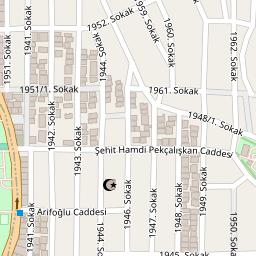 1952. Sokak
1959. Sokak
1960. Sokak
1962. Sokak
1951. Sokak
1941. Sokak
1944. Sokak
1951/1. Sokak
1961. Sokak
1948/1. Sokak
1942. Sokak
1943. Sokak
Şehit Hamdi Pekçalışkan Caddesi
Arifoğlu Caddesi
1941. Sokak
1944. Sokak
1946. Sokak
1947. Sokak
1948. Sokak
1949. Sokak
1950. Sokak
1945. Sokak